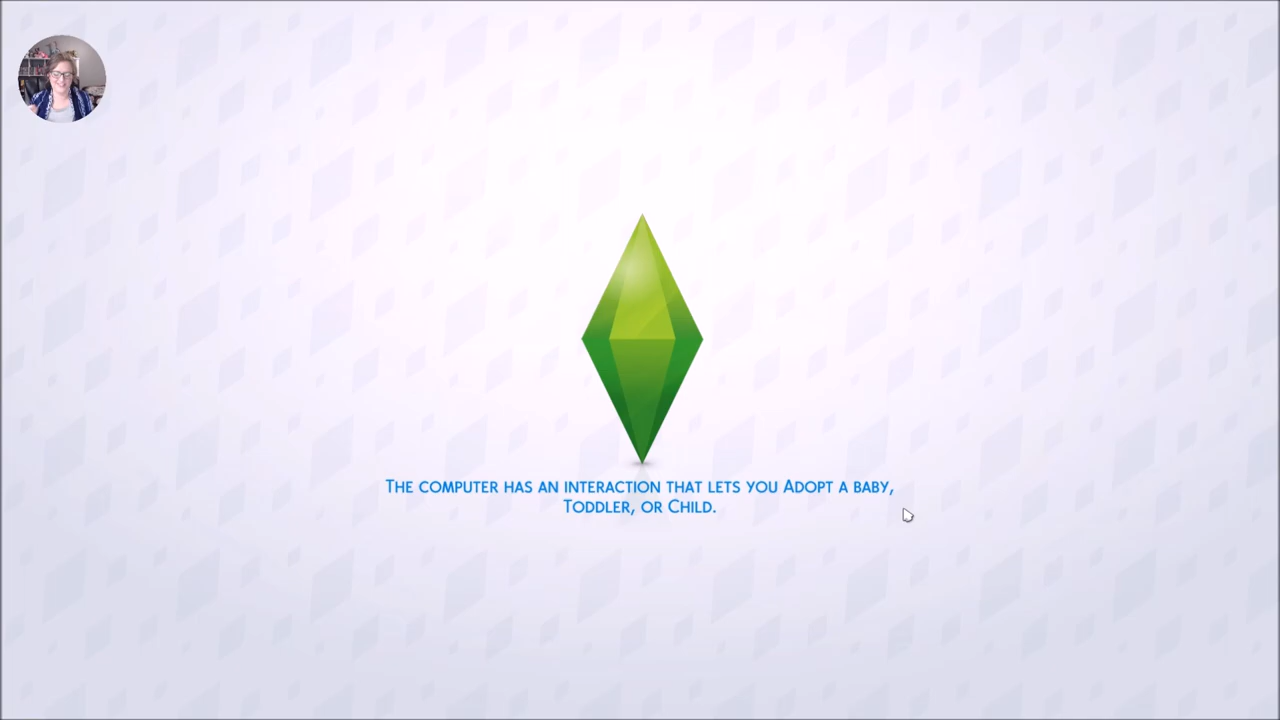 The computer has an interaction that lets you Adopt a baby,
Toddler, or Child.